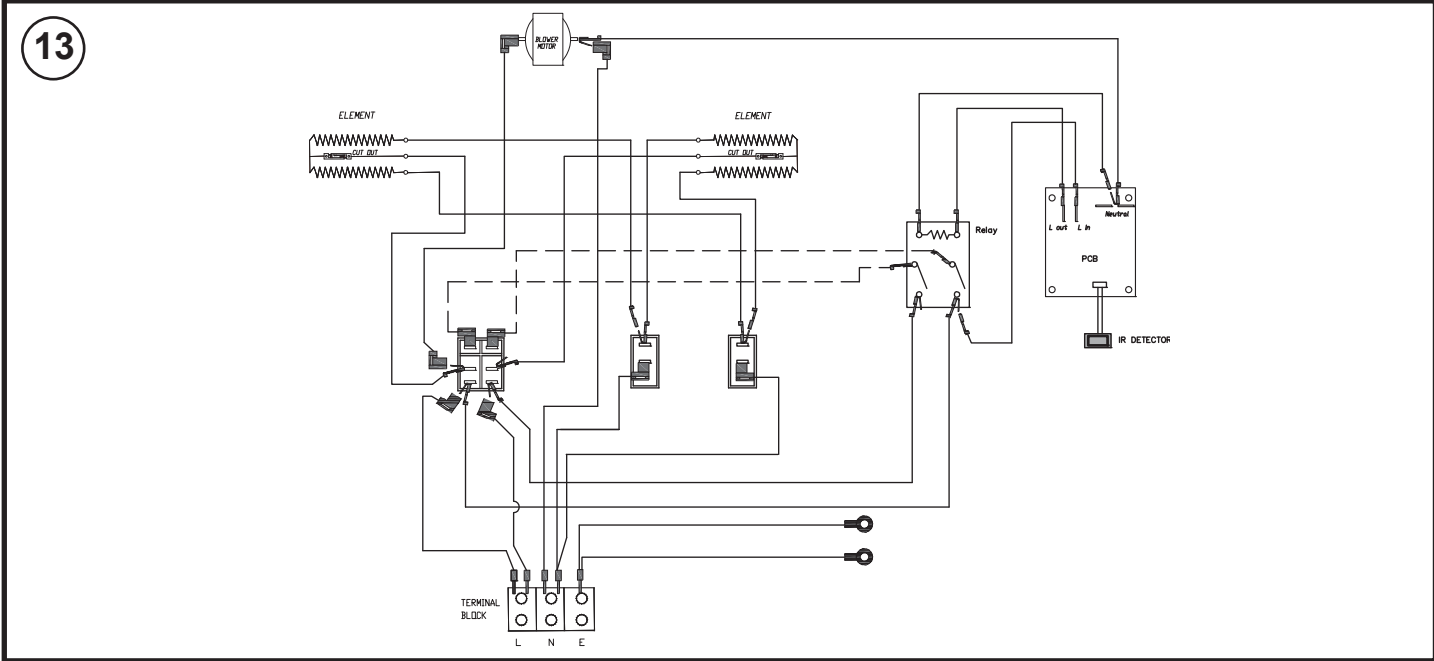 13
BLOWER
MOTOR
ELEMENT
ELEMENT
CUT OUT
CUT OUT
Relay
Neutral
L out
L in
PCB
IR DETECTOR
TERMINAL
BLOCK
L
N
E